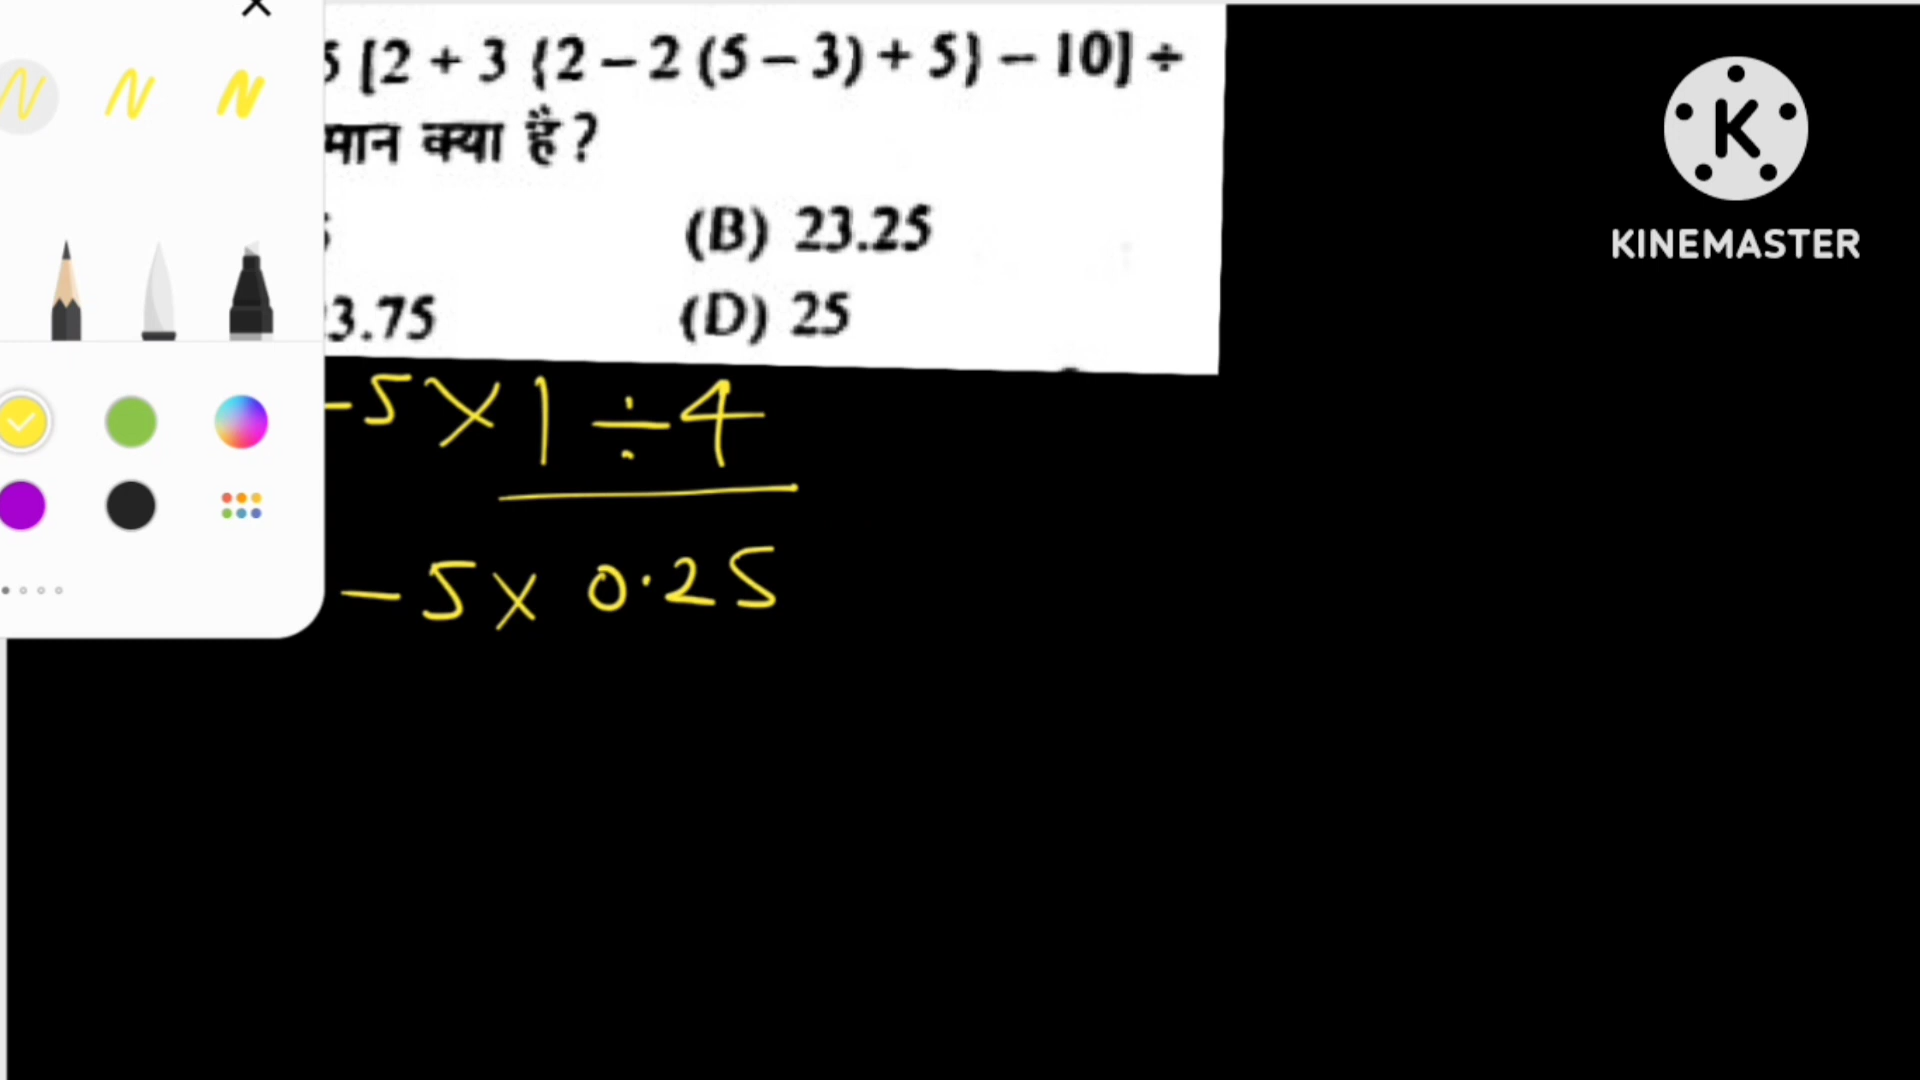 5 [2 + 3 {2 – 2 (5 – 3) + 5} – 10] ÷
मान क्या है ?
(B) 23.25
3.75
(D) 25
-5 × 1 ÷ 4
- 5 × 0.25
K
KINEMASTER